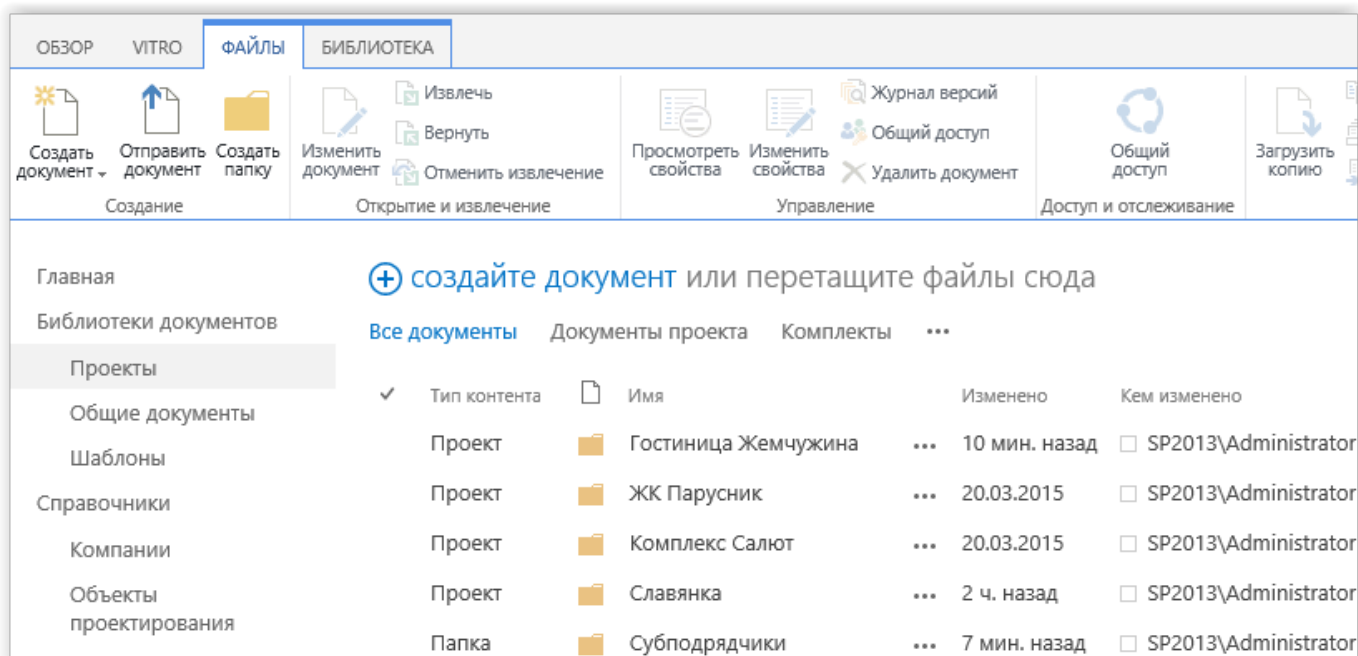 ОБЗОР VITRO ФАЙЛЫ БИБЛИОТЕКА
Создать документ
Отправить документ
Создать папку
Создание
Изменить документ
Извлечь
Вернуть
Отменить извлечение
Открытие и извлечение
Просмотреть свойства
Изменить свойства
Журнал версий
Общий доступ
Удалить документ
Управление
Общий доступ
Доступ и отслеживание
Загрузить копию
Главная
Библиотеки документов
Проекты
Общие документы
Шаблоны
Справочники
Компании
Объекты
проектирования
создайте документ или перетащите файлы сюда
Все документы Документы проекта Комплекты •••
Тип контента Имя Изменено Кем изменено
Проект Гостиница Жемчужина ••• 10 мин. назад SP2013\Administrator
Проект ЖК Парусник ••• 20.03.2015 SP2013\Administrator
Проект Комплекс Салют ••• 20.03.2015 SP2013\Administrator
Проект Славянка ••• 2 ч. назад SP2013\Administrator
Папка Субподрядчики ••• 7 мин. назад SP2013\Administrator